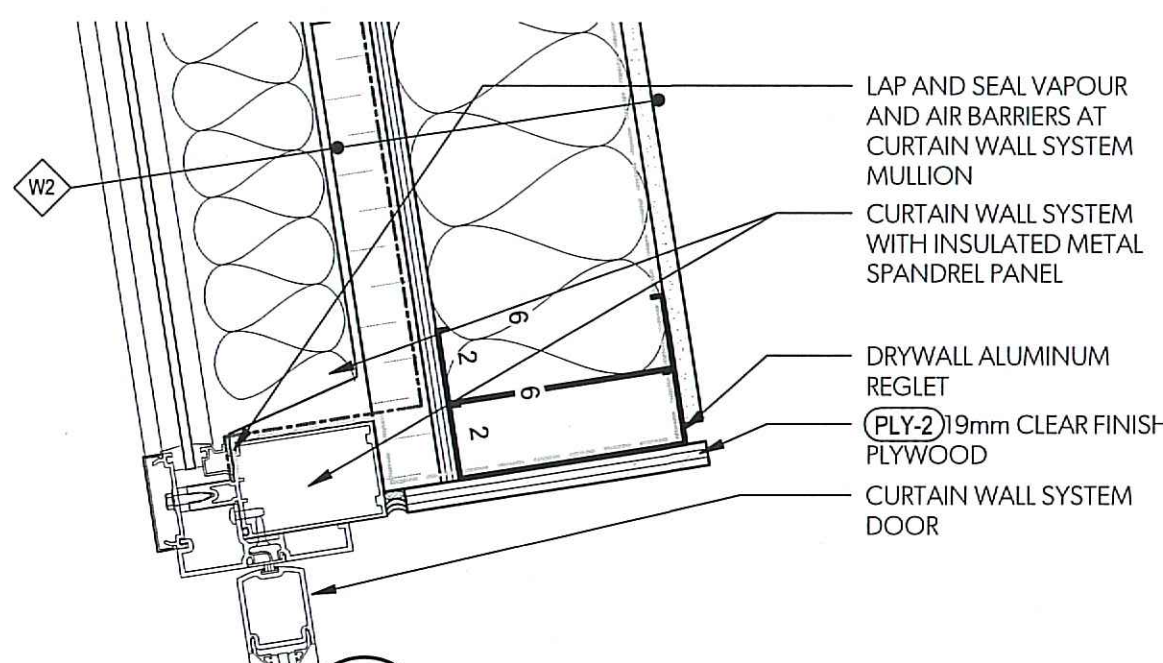 LAP AND SEAL VAPOUR
AND AIR BARRIERS AT
CURTAIN WALL SYSTEM
MULLION
W2
CURTAIN WALL SYSTEM
WITH INSULATED METAL
SPANDREL PANEL
6
2
6
2
DRYWALL ALUMINUM
REGLET
PLY-2 19mm CLEAR FINISH
PLYWOOD
CURTAIN WALL SYSTEM
DOOR